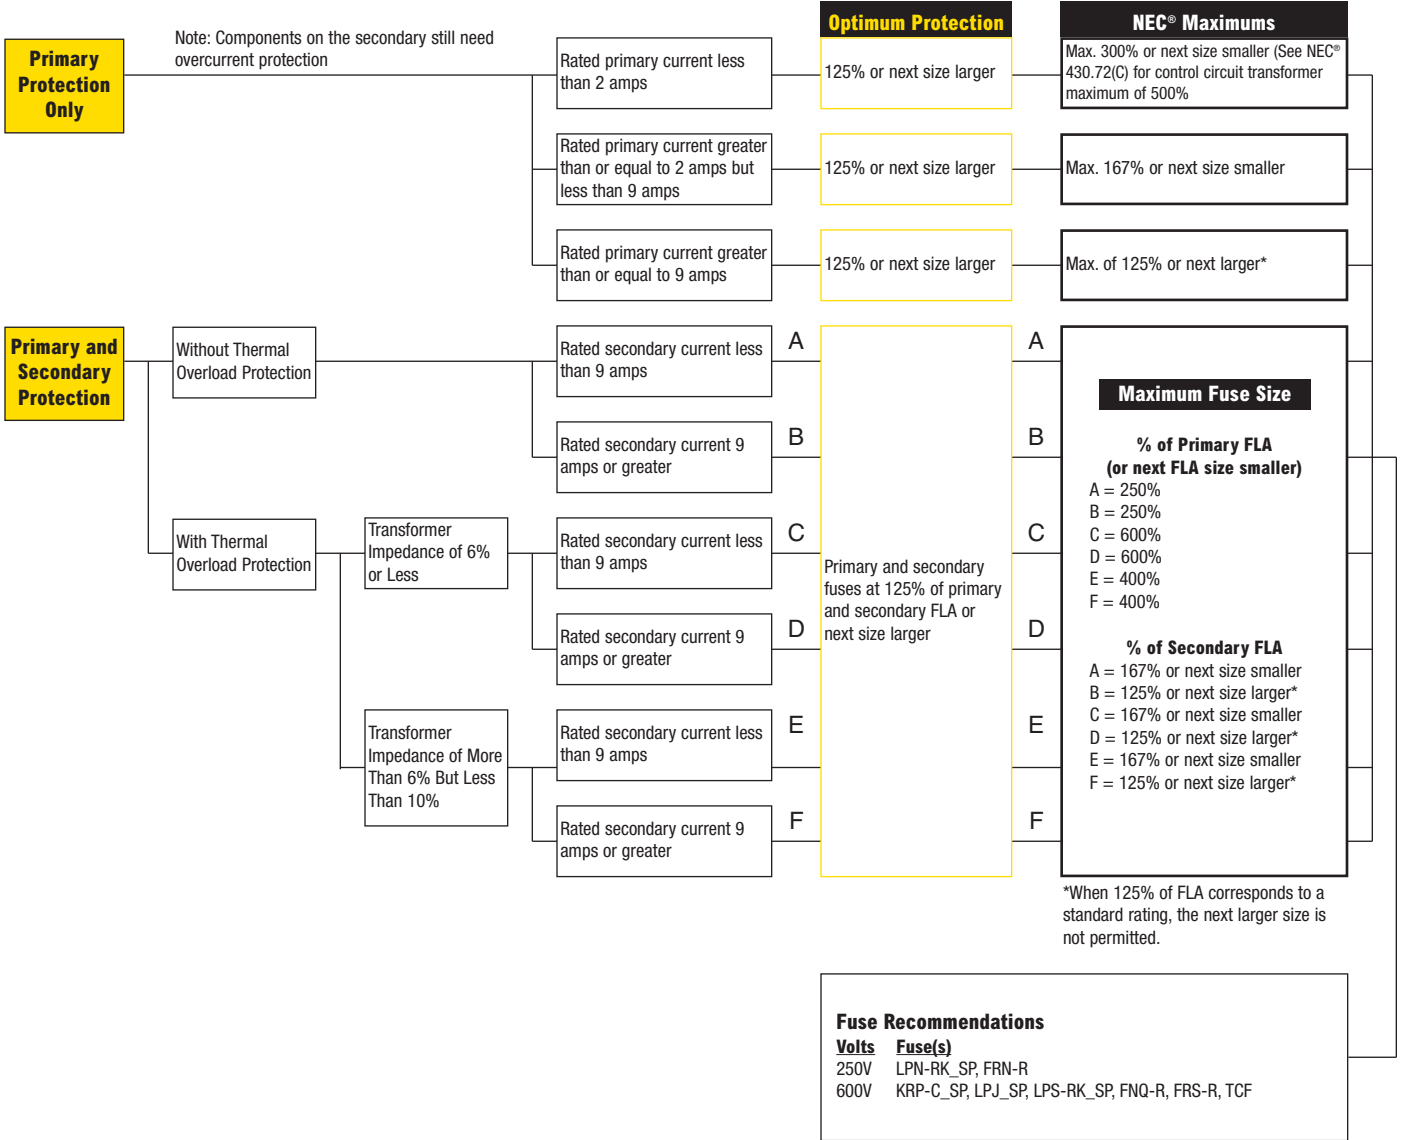 Optimum Protection
NEC® Maximums
Primary
Protection
Only
Note: Components on the secondary still need
overcurrent protection
Rated primary current less
than 2 amps
125% or next size larger
Max. 300% or next size smaller (See NEC®
430.72(C) for control circuit transformer
maximum of 500%
Rated primary current greater
than or equal to 2 amps but
less than 9 amps
125% or next size larger
Max. 167% or next size smaller
Rated primary current greater
than or equal to 9 amps
125% or next size larger
Max. of 125% or next larger*
Primary and
Secondary
Protection
Without Thermal
Overload Protection
Rated secondary current less
than 9 amps
A
A
Rated secondary current 9
amps or greater
B
B
With Thermal
Overload Protection
Transformer
Impedance of 6%
or Less
Rated secondary current less
than 9 amps
C
C
Rated secondary current 9
amps or greater
D
D
Transformer
Impedance of More
Than 6% But Less
Than 10%
Rated secondary current less
than 9 amps
E
E
Rated secondary current 9
amps or greater
F
F
Primary and secondary
fuses at 125% of primary
and secondary FLA or
next size larger
Maximum Fuse Size
% of Primary FLA
(or next FLA size smaller)
A = 250%
B = 250%
C = 600%
D = 600%
E = 400%
F = 400%
% of Secondary FLA
A = 167% or next size smaller
B = 125% or next size larger*
C = 167% or next size smaller
D = 125% or next size larger*
E = 167% or next size smaller
F = 125% or next size larger*
*When 125% of FLA corresponds to a
standard rating, the next larger size is
not permitted.
Fuse Recommendations
Volts Fuse(s)
250V LPN-RK_SP, FRN-R
600V KRP-C_SP, LPJ_SP, LPS-RK_SP, FNQ-R, FRS-R, TCF